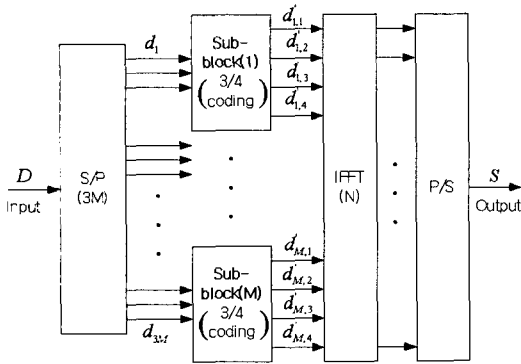 D
Input
S/P
(3M)
d₁
d₃M
Sub-
block(1)
(3/4
coding)
Sub-
block(M)
(3/4
coding)
d'₁,₁
d'₁,₂
d'₁,₃
d'₁,₄
d'M,1
d'M,2
d'M,3
d'M,4
IFFT
(N)
P/S
S
Output